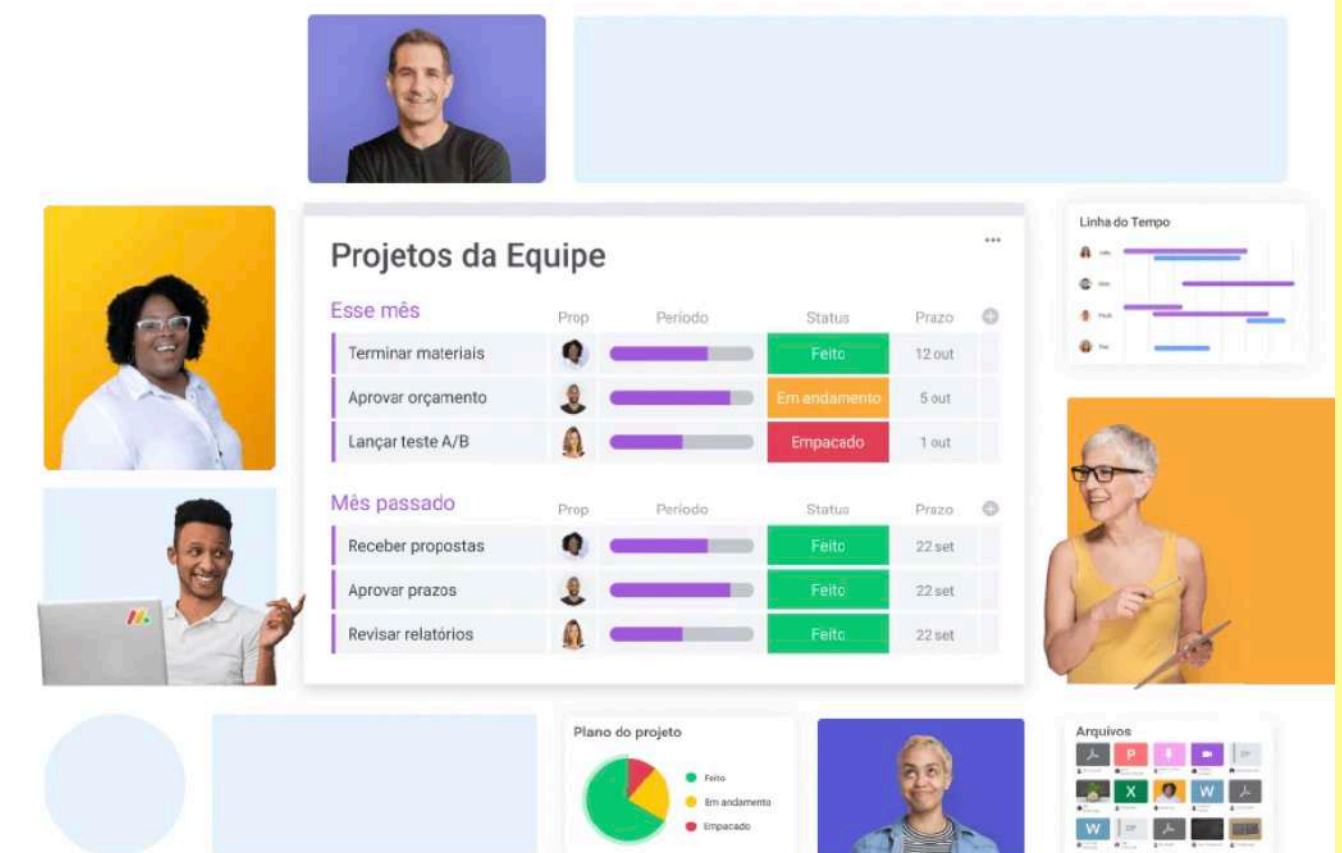 Projetos da Equipe
Esse mês Prop Período Status Prazo
Terminar materiais Feito 12 out
Aprovar orçamento Em andamento 5 out
Lançar teste A/B Empacado 1 out
Mês passado Prop Período Status Prazo
Receber propostas Feito 22 set
Aprovar prazos Feito 22 set
Revisar relatórios Feito 22 set
Linha do Tempo
Plano do projeto
Feito
Em andamento
Empacado
Arquivos
P
X W
W